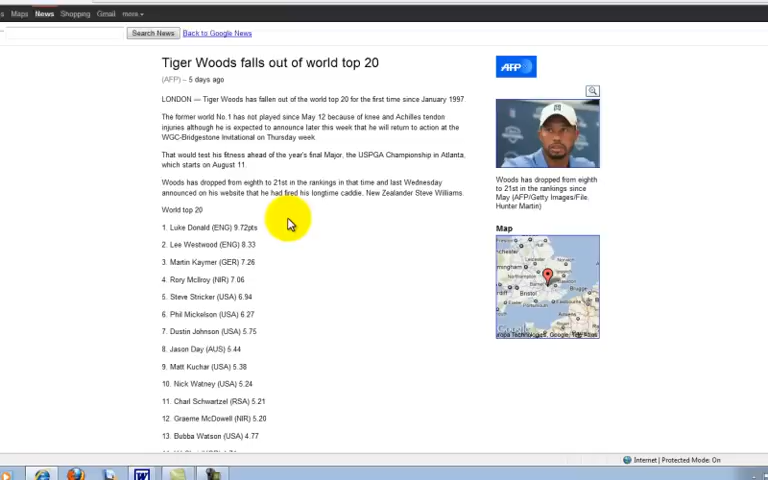 Maps News Shopping Gmail more
Search News Back to Google News
Tiger Woods falls out of world top 20
(AFP) – 5 days ago
LONDON — Tiger Woods has fallen out of the world top 20 for the first time since January 1997.
The former world No.1 has not played since May 12 because of knee and Achilles tendon
injuries although he is expected to announce later this week that he will return to action at the
WGC-Bridgestone Invitational on Thursday week.
That would test his fitness ahead of the year's final Major, the USPGA Championship in Atlanta,
which starts on August 11.
Woods has dropped from eighth to 21st in the rankings in that time and last Wednesday
announced on his website that he had fired his longtime caddie, New Zealander Steve Williams.
World top 20
1. Luke Donald (ENG) 9.72pts
2. Lee Westwood (ENG) 8.33
3. Martin Kaymer (GER) 7.26
4. Rory McIlroy (NIR) 7.06
5. Steve Stricker (USA) 6.94
6. Phil Mickelson (USA) 6.27
7. Dustin Johnson (USA) 5.75
8. Jason Day (AUS) 5.44
9. Matt Kuchar (USA) 5.38
10. Nick Watney (USA) 5.24
11. Charl Schwartzel (RSA) 5.21
12. Graeme McDowell (NIR) 5.20
13. Bubba Watson (USA) 4.77
AFP
Woods has dropped from eighth
to 21st in the rankings since
May (AFP/Getty Images/File,
Hunter Martin)
Map
Leicester
Bristol
Internet | Protected Mode: On